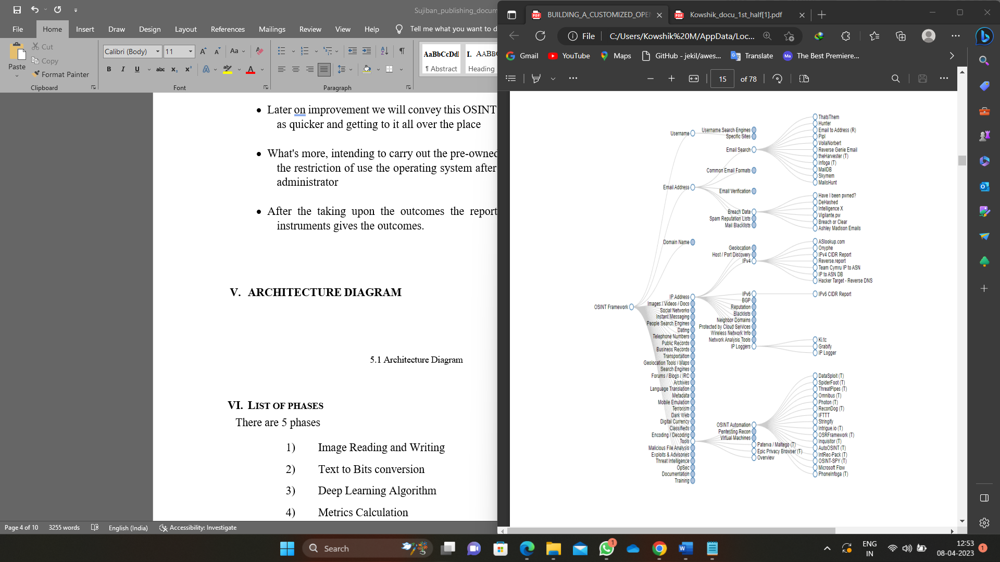 Sujiban_publishing_docum
File
Home
Insert
Draw
Design
Layout
References
Mailings
Review
View
Help
Tell me what you want to d
Paste
Cut
Copy
Format Painter
Clipboard
Calibri (Body)
11
Font
Paragraph
AaBbCcDd
¶ Abstract
I. AABBC
Heading
• Later on improvement we will convey this OSINT
as quicker and getting to it all over the place
• What's more, intending to carry out the pre-owned
the restriction of use the operating system after
administrator
• After the taking upon the outcomes the report
instruments gives the outcomes.
V. ARCHITECTURE DIAGRAM
5.1 Architecture Diagram
VI. LIST OF PHASES
There are 5 phases
1) Image Reading and Writing
2) Text to Bits conversion
3) Deep Learning Algorithm
4) Metrics Calculation
Page 4 of 10
3255 words
English (India)
Accessibility: Investigate
BUILDING_A_CUSTOMIZED_OPE
Kowshik_docu_1st_half[1].pdf
File
C:/Users/Kowshik%20M/AppData/Loc...
Gmail
YouTube
Maps
GitHub - jekil/awes...
Translate
The Best Premiere...
15 of 78
OSINT Framework
Username
Email Address
Domain Name
IP Address
Images / Videos / Docs
Social Networks
Instant Messaging
People Search Engines
Dating
Telephone Numbers
Public Records
Business Records
Transportation
Geolocation Tools / Maps
Search Engines
Forums / Blogs / IRC
Archives
Language Translation
Metadata
Mobile Emulation
Terrorism
Dark Web
Digital Currency
Classifieds
Encoding / Decoding
Tools
Malicious File Analysis
Exploits & Advisories
Threat Intelligence
OpSec
Documentation
Training
Username Search Engines
Specific Sites
Email Search
Common Email Formats
Email Verification
Breach Data
Spam Reputation Lists
Mail Blacklists
Geolocation
Host / Port Discovery
IPv4
IPv6
BGP
Reputation
Blacklists
Neighbor Domains
Protected by Cloud Services
Wireless Network Info
Network Analysis Tools
IP Loggers
OSINT Automation
Pentesting Recon
Virtual Machines
Paterva / Maltego (T)
Epic Privacy Browser (T)
Overview
ThatsThem
Hunter
Email to Address (R)
Pipl
VoilaNorbert
Reverse Genie Email
theHarvester (T)
Infoga (T)
MailDB
Skymem
MailsHunt
Have I been pwned?
DeHashed
Intelligence X
Vigilante.pw
Breach or Clear
Ashley Madison Emails
ASlookup.com
Onyphe
IPv4 CIDR Report
Reverse.report
Team Cymru IP to ASN
IP to ASN DB
Hacker Target - Reverse DNS
IPv6 CIDR Report
Ki.tc
Grabify
IP Logger
DataSploit (T)
SpiderFoot (T)
ThreatPipes (T)
Omnibus (T)
Photon (T)
ReconDog (T)
IFTTT
Stringify
Intrigue.io (T)
OSRFramework (T)
Inquisitor (T)
AutoOSINT (T)
IntRec-Pack (T)
OSINT-SPY (T)
Microsoft Flow
PhoneInfoga (T)
Search
1
ENG
IN
12:53
08-04-2023
1